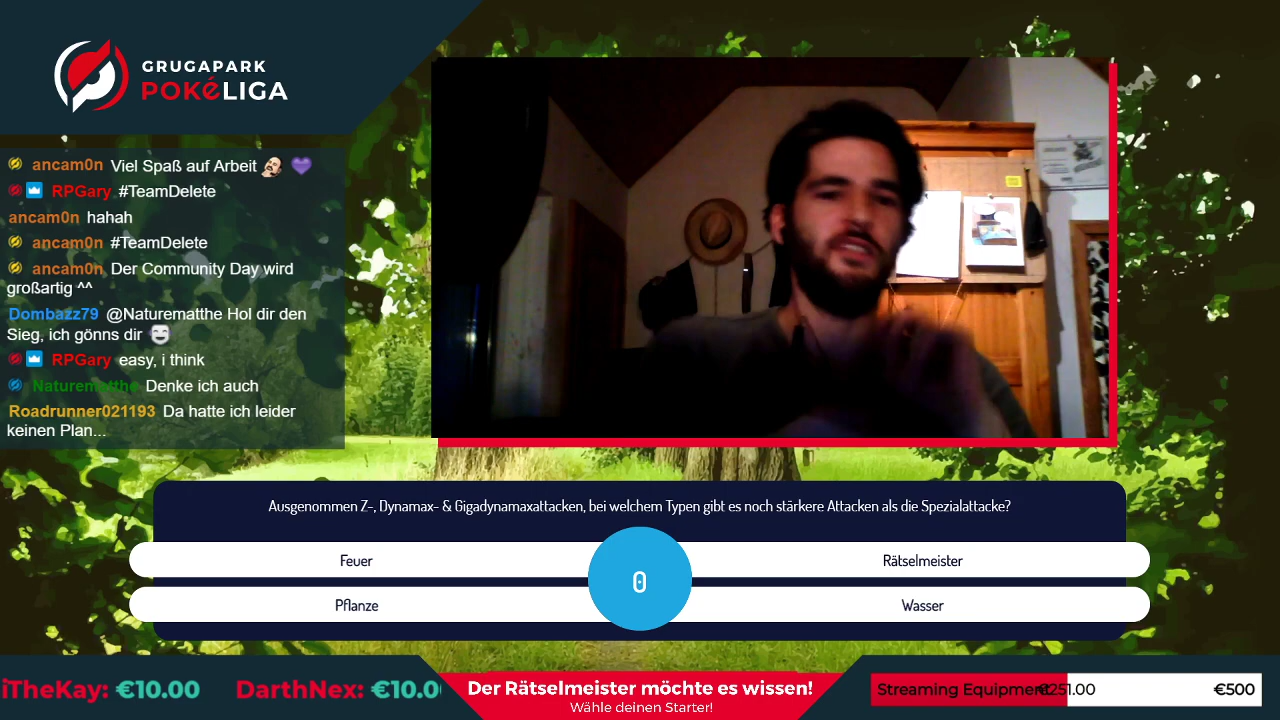 GRUGAPARK
POKéLIGA
ancam0n Viel Spaß auf Arbeit
RPGary #TeamDelete
ancam0n hahah
ancam0n #TeamDelete
ancam0n Der Community Day wird
großartig ^^
Dombazz79 @Naturematthe Hol dir den
Sieg, ich gönns dir
RPGary easy, i think
Naturematthe Denke ich auch
Roadrunner021193 Da hatte ich leider
keinen Plan...
Ausgenommen Z-, Dynamax- & Gigadynamaxattacken, bei welchem Typen gibt es noch stärkere Attacken als die Spezialattacke?
Feuer
Rätselmeister
0
Pflanze
Wasser
iTheKay: €10.00 DarthNex: €10.0
Der Rätselmeister möchte es wissen!
Wähle deinen Starter!
Streaming Equipment €251.00 €500